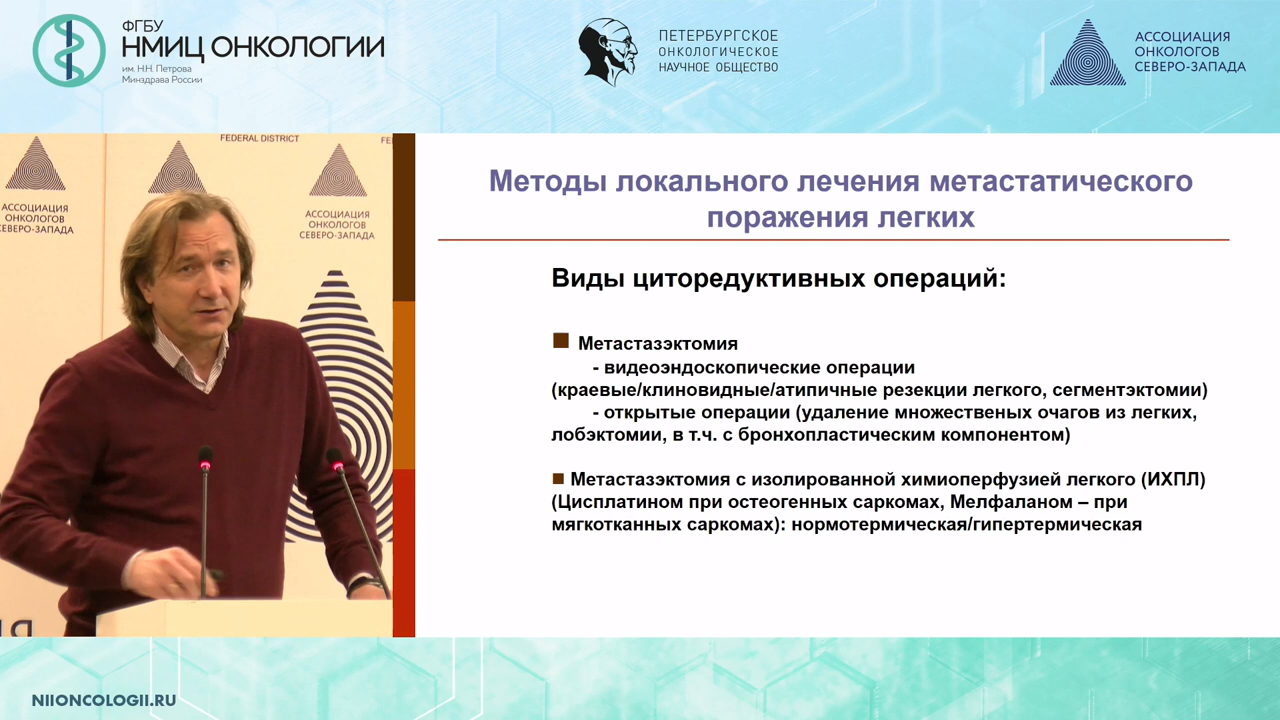 ФГБУ
НМИЦ ОНКОЛОГИИ
им. Н.Н. Петрова
Минздрава России
ПЕТЕРБУРГСКОЕ
ОНКОЛОГИЧЕСКОЕ
НАУЧНОЕ ОБЩЕСТВО
АССОЦИАЦИЯ
ОНКОЛОГОВ
СЕВЕРО-ЗАПАДА
FEDERAL DISTRICT
АССОЦИАЦИЯ
ОНКОЛОГОВ
СЕВЕРО-ЗАПАДА
АССОЦИАЦИЯ
ОНКОЛОГОВ
СЕВЕРО-ЗАПАДА
Методы локального лечения метастатического
поражения легких
Виды циторедуктивных операций:
Метастазэктомия
- видеоэндоскопические операции
(краевые/клиновидные/атипичные резекции легкого, сегментэктомии)
- открытые операции (удаление множественых очагов из легких,
лобэктомии, в т.ч. с бронхопластическим компонентом)
Метастазэктомия с изолированной химиоперфузией легкого (ИХПЛ)
(Цисплатином при остеогенных саркомах, Мелфаланом – при
мягкотканных саркомах): нормотермическая/гипертермическая
NIIONCOLOGII.RU